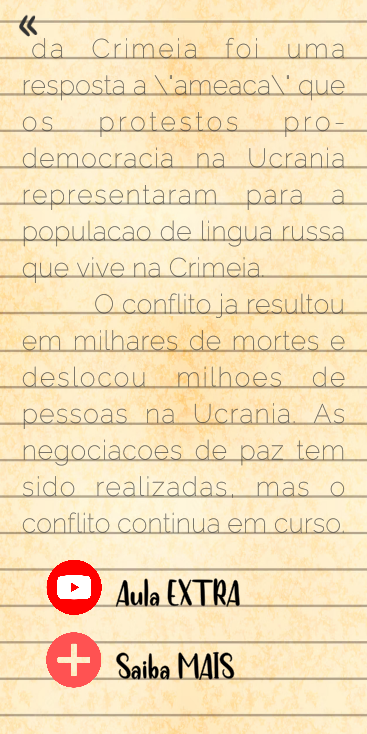 «
da Crimeia foi uma
resposta a \"ameaca\" que
os protestos pro-
democracia na Ucrania
representaram para a
populacao de lingua russa
que vive na Crimeia.
O conflito ja resultou
em milhares de mortes e
deslocou milhoes de
pessoas na Ucrania. As
negociacoes de paz tem
sido realizadas, mas o
conflito continua em curso.
Aula EXTRA
Saiba MAIS